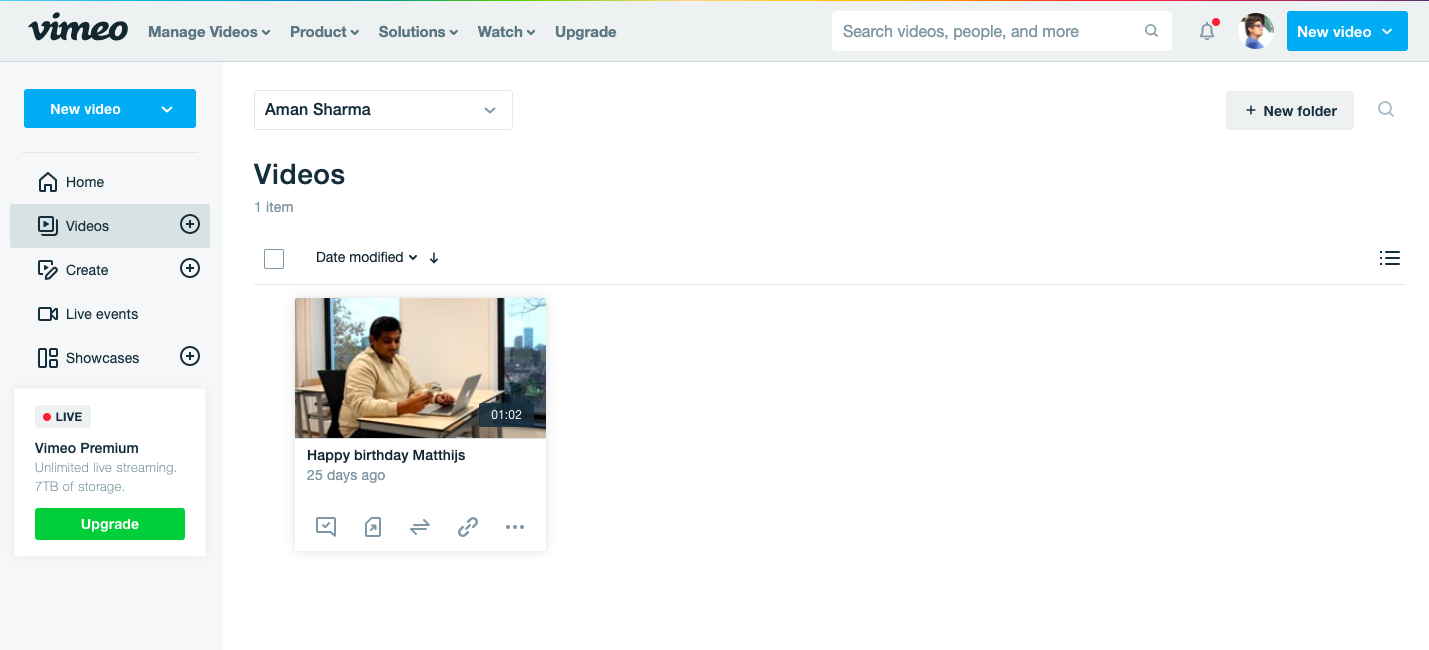 vimeo
Manage Videos Product Solutions Watch Upgrade
Search videos, people, and more
New video
New video
Home
Videos
Create
Live events
Showcases
LIVE
Vimeo Premium
Unlimited live streaming.
7TB of storage.
Upgrade
Aman Sharma
+ New folder
Videos
1 item
Date modified
01:02
Happy birthday Matthijs
25 days ago